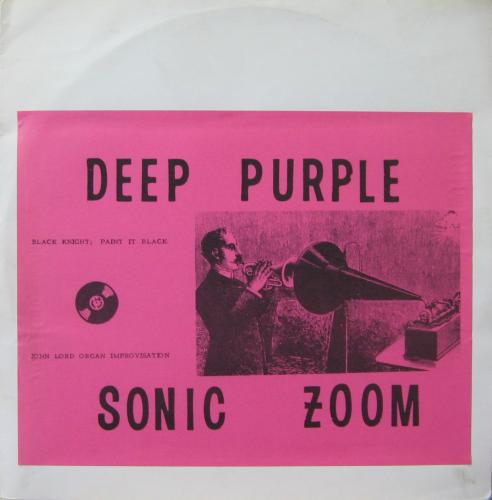 DEEP PURPLE
BLACK KNIGHT; PAINT IT BLACK
JOHN LORD ORGAN IMPROVISATION
SONIC ZOOM